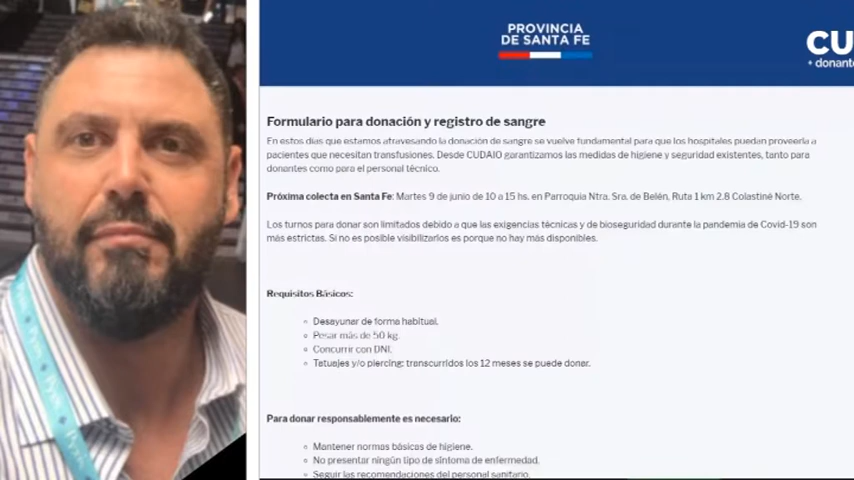 PROVINCIA
DE SANTA FE
CU
+ donante
Formulario para donación y registro de sangre
En estos días que estamos atravesando la donación de sangre se vuelve fundamental para que los hospitales puedan proveerla a
pacientes que necesitan transfusiones. Desde CUDAIO garantizamos las medidas de higiene y seguridad existentes, tanto para
donantes como para el personal técnico.
Próxima colecta en Santa Fe: Martes 9 de junio de 10 a 15 hs. en Parroquia Ntra. Sra. de Belén, Ruta 1 km 2.8 Colastiné Norte.
Los turnos para donar son limitados debido a que las exigencias técnicas y de bioseguridad durante la pandemia de Covid-19 son
más estrictas. Si no es posible visibilizarlos es porque no hay más disponibles.
Requisitos Básicos:
Desayunar de forma habitual.
Pesar más de 50 kg.
Concurrir con DNI.
Tatuajes y/o piercing: transcurridos los 12 meses se puede donar.
Para donar responsablemente es necesario:
Mantener normas básicas de higiene.
No presentar ningún tipo de síntoma de enfermedad.
Seguir las recomendaciones del personal sanitario.